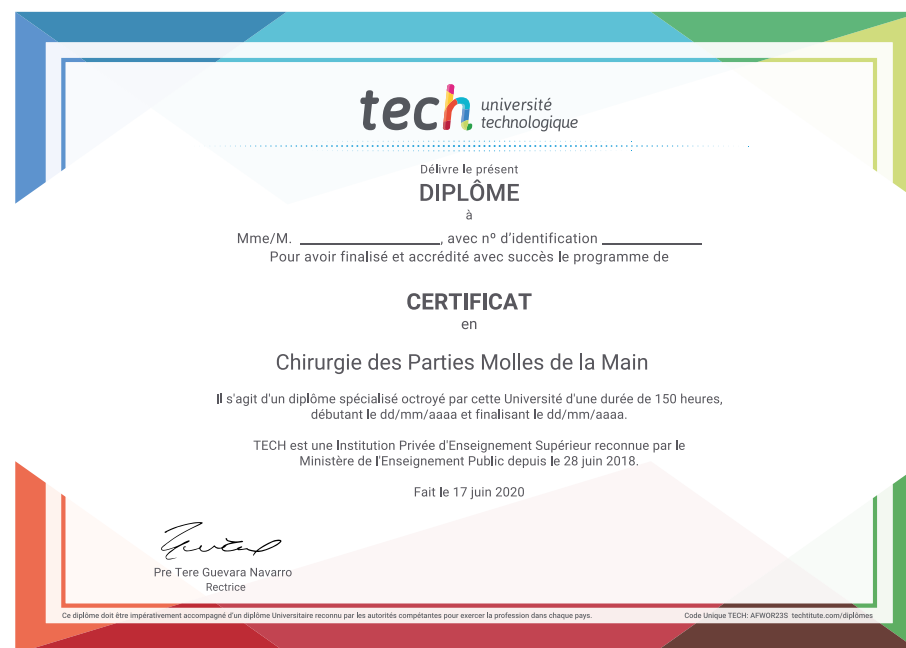 tech université
technologique
Délivre le présent
DIPLÔME
à
Mme/M. ____________________, avec nº d'identification ______________
Pour avoir finalisé et accrédité avec succès le programme de
CERTIFICAT
en
Chirurgie des Parties Molles de la Main
Il s'agit d'un diplôme spécialisé octroyé par cette Université d'une durée de 150 heures,
débutant le dd/mm/aaaa et finalisant le dd/mm/aaaa.
TECH est une Institution Privée d'Enseignement Supérieur reconnue par le
Ministère de l'Enseignement Public depuis le 28 juin 2018.
Fait le 17 juin 2020
Pre Tere Guevara Navarro
Rectrice
Ce diplôme doit être impérativement accompagné d'un diplôme Universitaire reconnu par les autorités compétantes pour exercer la profession dans chaque pays.
Code Unique TECH: AFWOR23S techtitute.com/diplômes